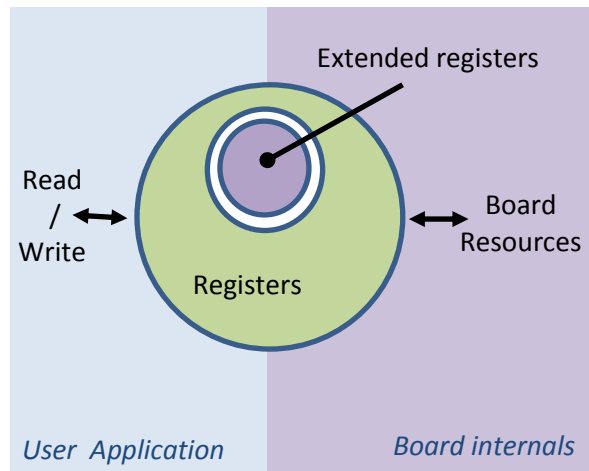 Extended registers
Read
/
Write
Board
Resources
Registers
User Application
Board internals